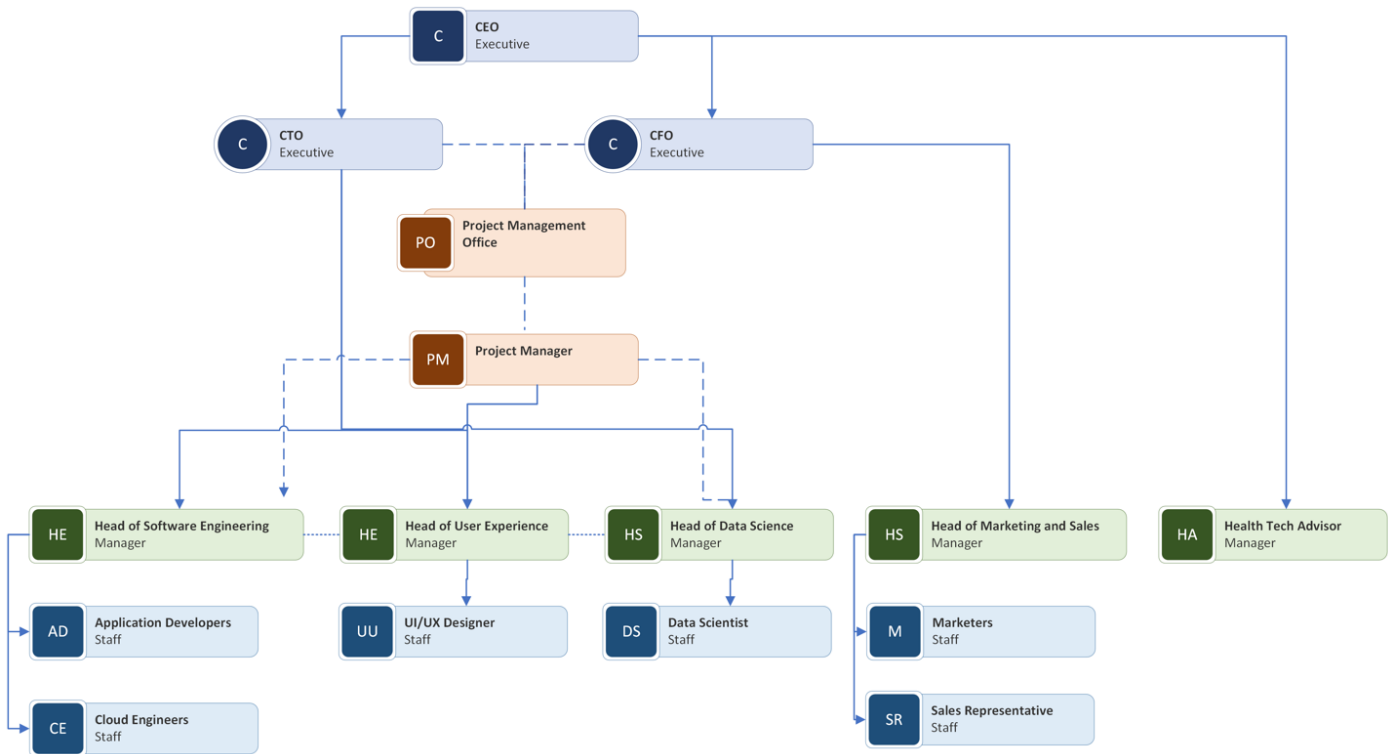 C
CEO
Executive
C
CTO
Executive
C
CFO
Executive
PO
Project Management
Office
PM
Project Manager
HE
Head of Software Engineering
Manager
HE
Head of User Experience
Manager
HS
Head of Data Science
Manager
HS
Head of Marketing and Sales
Manager
HA
Health Tech Advisor
Manager
AD
Application Developers
Staff
UU
UI/UX Designer
Staff
DS
Data Scientist
Staff
M
Marketers
Staff
CE
Cloud Engineers
Staff
SR
Sales Representative
Staff